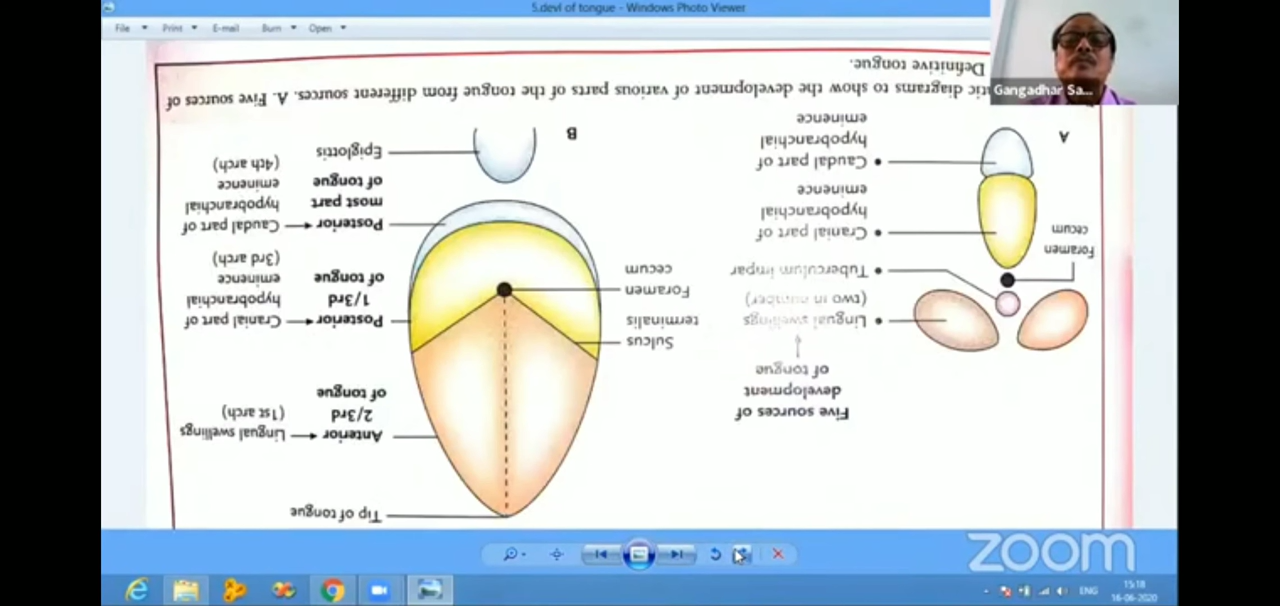 5.devl of tongue - Windows Photo Viewer
File Print E-mail Burn Open
Gangadhar Sa...
Five sources of
development
of tongue
Lingual swellings
(two in number)
Tuberculum impar
Cranial part of
hypobranchial
eminence
Caudal part of
hypobranchial
eminence
Foramen
cecum
A
Tip of tongue
Anterior
2/3rd
of tongue
Lingual swellings
(1st arch)
Sulcus
terminalis
Foramen
cecum
Posterior
1/3rd
of tongue
Cranial part of
hypobranchial
eminence
(3rd arch)
Posterior
most part
of tongue
Caudal part of
hypobranchial
eminence
(4th arch)
Epiglottis
B
tic diagrams to show the development of various parts of the tongue from different sources. A. Five sources of
Definitive tongue.
zoom
ENG
15:18
16-06-2020